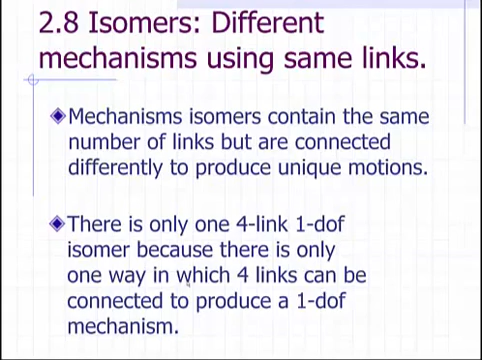 2.8 Isomers: Different
mechanisms using same links.
Mechanisms isomers contain the same
number of links but are connected
differently to produce unique motions.
There is only one 4-link 1-dof
isomer because there is only
one way in which 4 links can be
connected to produce a 1-dof
mechanism.